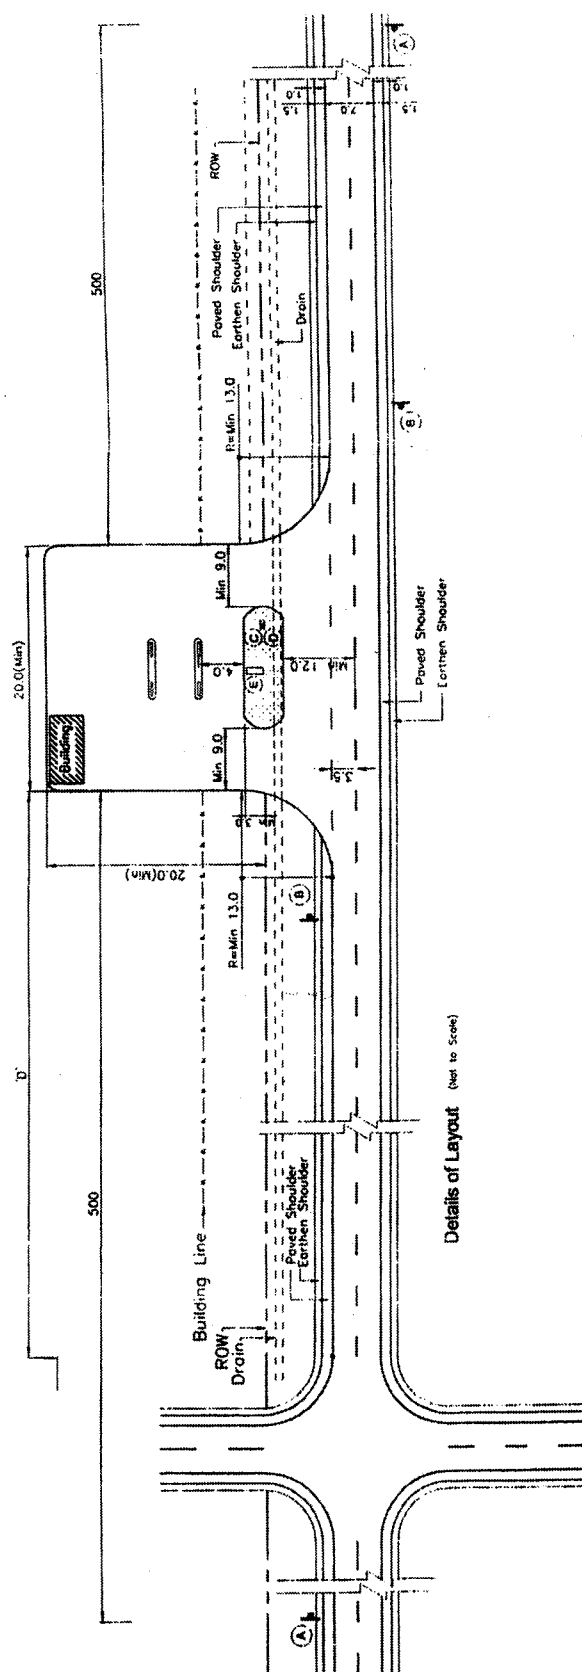 500
500
'D'
20.0(Min)
20.0(Min)
Building
Building Line
ROW
Drain
Paved Shoulder
Earthen Shoulder
R=Min 13.0
B
Min 9.0
3.0
E
C
D
4.0
Min 9.0
Min 12.0
3.5
R=Min 13.0
Drain
Paved Shoulder
Earthen Shoulder
ROW
1.5
1.0
7.0
1.0
1.5
A
B
Paved Shoulder
Earthen Shoulder
A
Details of Layout (Not to Scale)